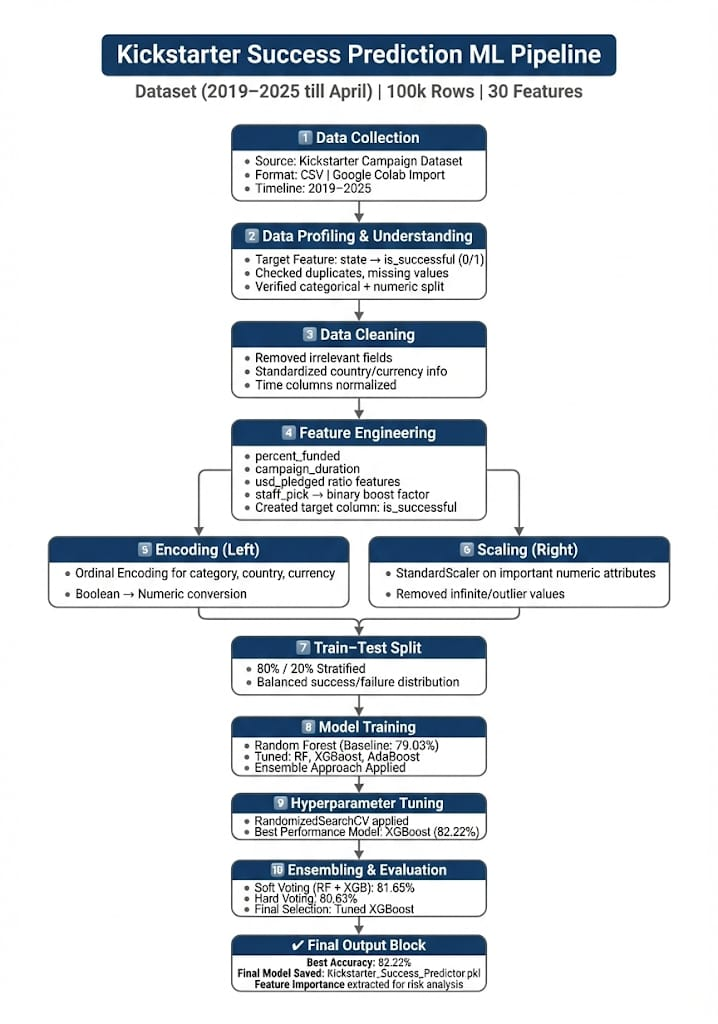 Kickstarter Success Prediction ML Pipeline
Dataset (2019–2025 till April) | 100k Rows | 30 Features
1 Data Collection
• Source: Kickstarter Campaign Dataset
• Format: CSV | Google Colab Import
• Timeline: 2019–2025
2 Data Profiling & Understanding
• Target Feature: state → is_successful (0/1)
• Checked duplicates, missing values
• Verified categorical + numeric split
3 Data Cleaning
• Removed irrelevant fields
• Standardized country/currency info
• Time columns normalized
4 Feature Engineering
• percent_funded
• campaign_duration
• usd_pledged ratio features
• staff_pick → binary boost factor
• Created target column: is_successful
5 Encoding (Left)
• Ordinal Encoding for category, country, currency
• Boolean → Numeric conversion
6 Scaling (Right)
• StandardScaler on important numeric attributes
• Removed infinite/outlier values
7 Train–Test Split
• 80% / 20% Stratified
• Balanced success/failure distribution
8 Model Training
• Random Forest (Baseline: 79.03%)
• Tuned: RF, XGBaost, AdaBoost
• Ensemble Approach Applied
9 Hyperparameter Tuning
• RandomizedSearchCV applied
• Best Performance Model: XGBoost (82.22%)
10 Ensembling & Evaluation
• Soft Voting (RF + XGB): 81.65%
• Hard Voting: 80.63%
• Final Selection: Tuned XGBoost
✔ Final Output Block
Best Accuracy: 82.22%
Final Model Saved: Kickstarter_Success_Predictor.pkl
Feature Importance extracted for risk analysis